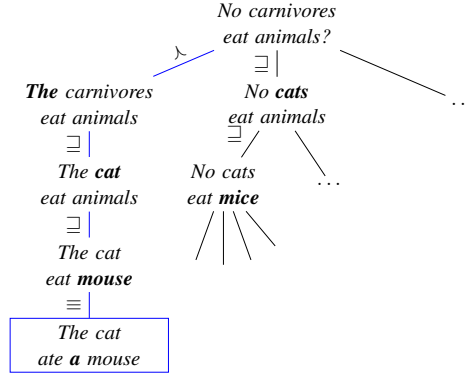 No carnivores
eat animals?
⋏
⊒
The carnivores
eat animals
No cats
eat animals
..
⊒
⊒
The cat
eat animals
No cats
eat mice
...
⊒
The cat
eat mouse
≡
The cat
ate a mouse